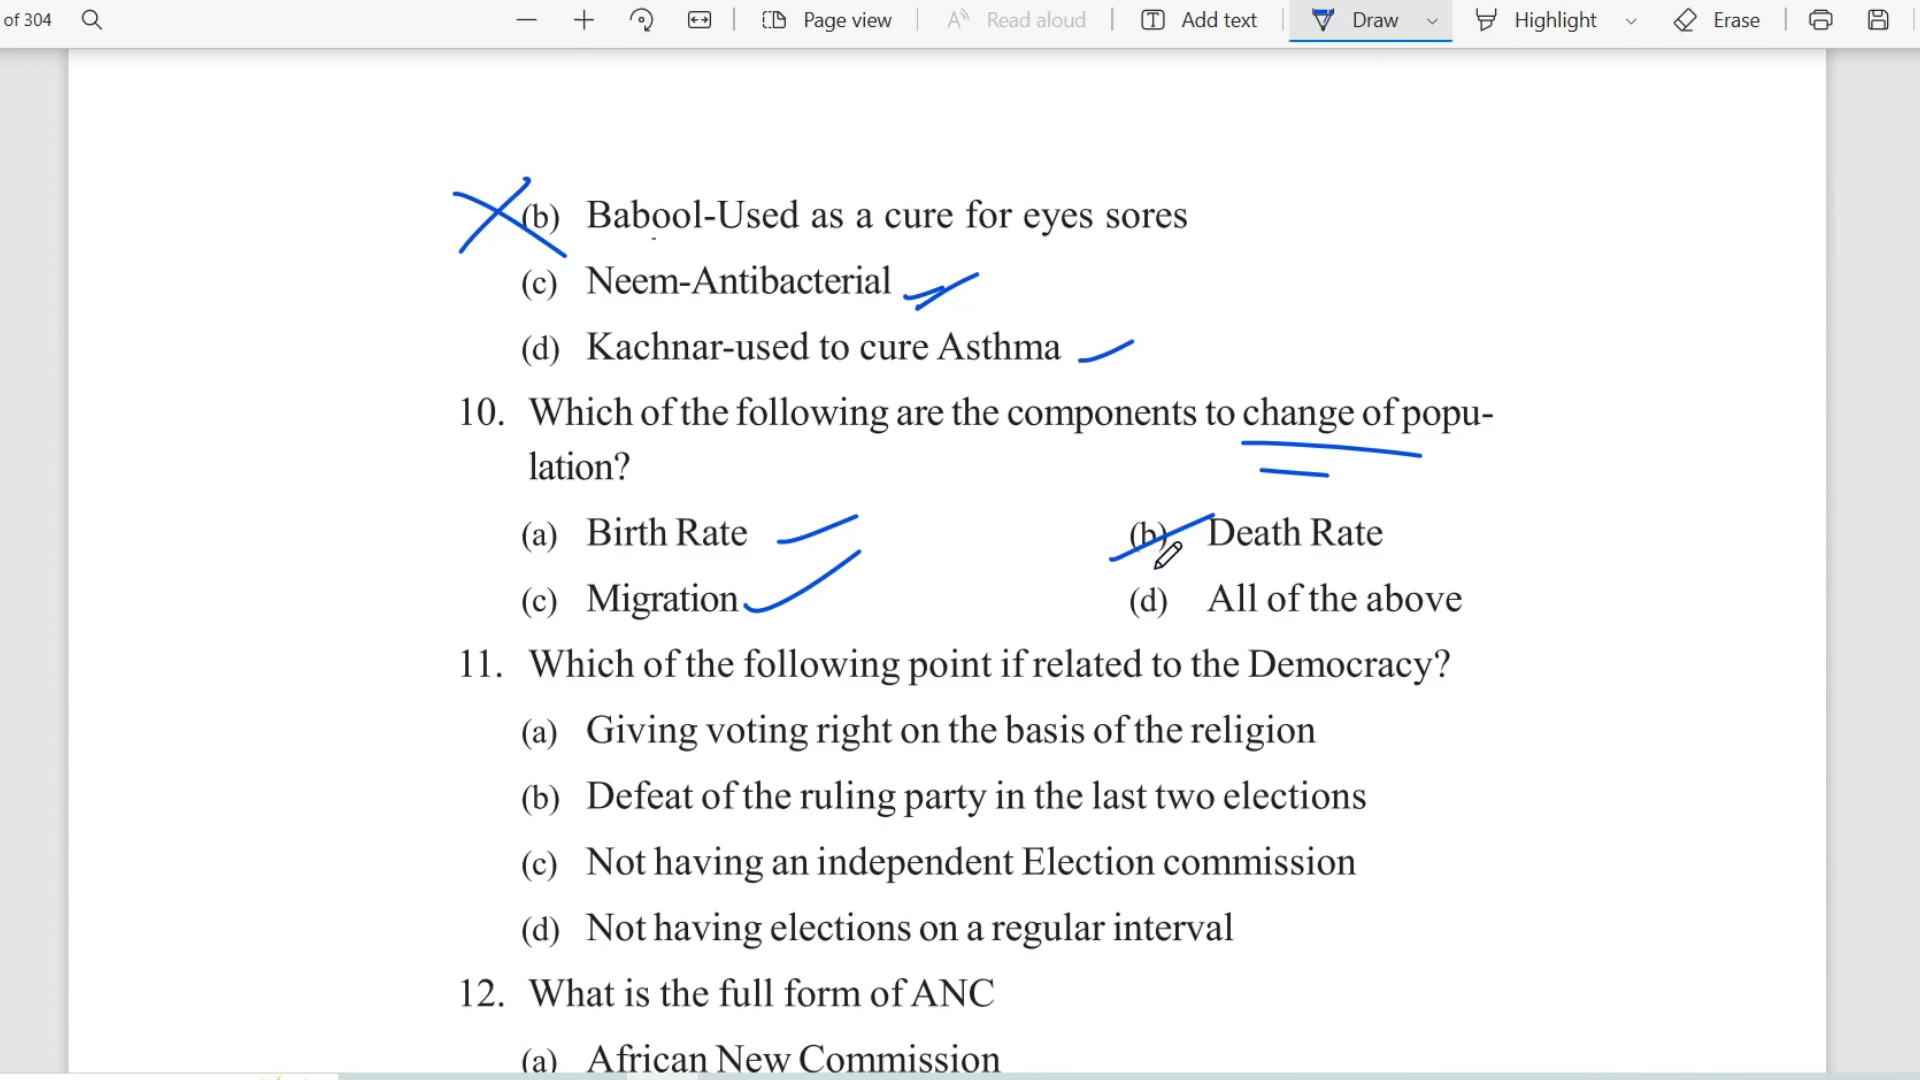 of 304 Page view Read aloud Add text Draw Highlight Erase
(b) Babool-Used as a cure for eyes sores
(c) Neem-Antibacterial
(d) Kachnar-used to cure Asthma
10. Which of the following are the components to change of popu-
lation?
(a) Birth Rate (b) Death Rate
(c) Migration (d) All of the above
11. Which of the following point if related to the Democracy?
(a) Giving voting right on the basis of the religion
(b) Defeat of the ruling party in the last two elections
(c) Not having an independent Election commission
(d) Not having elections on a regular interval
12. What is the full form of ANC
(a) African New Commission